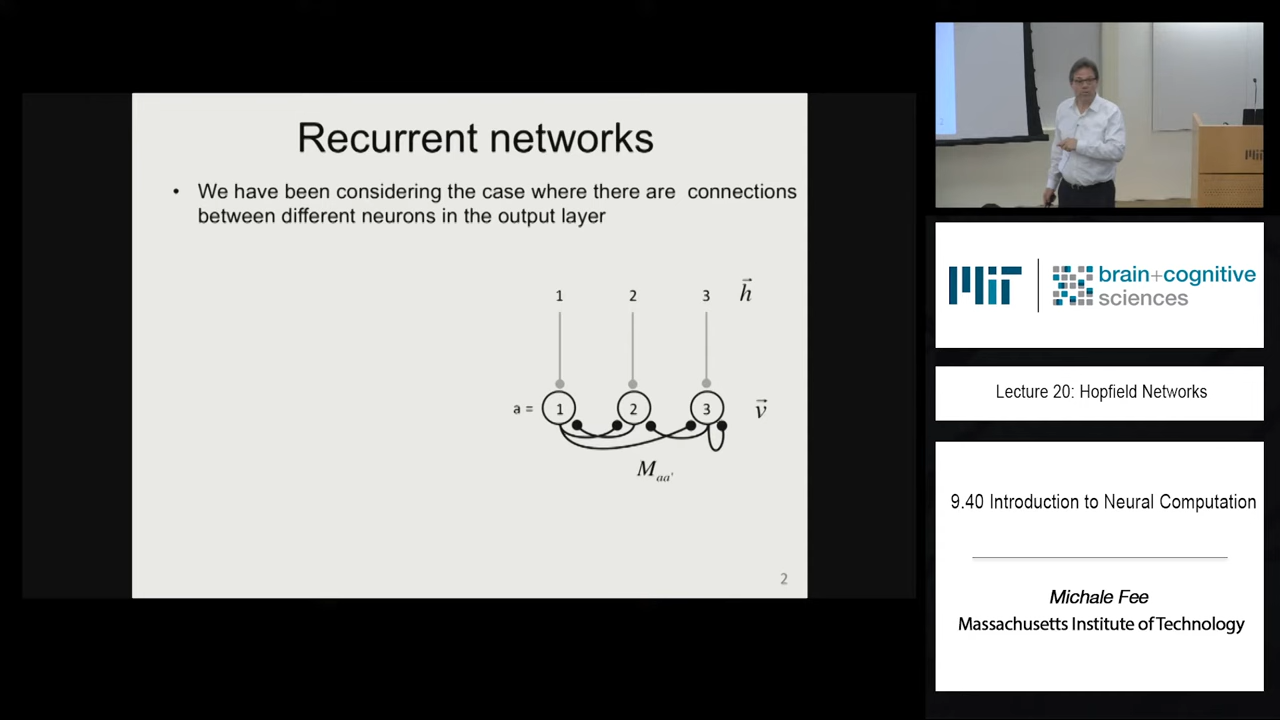 Recurrent networks
• We have been considering the case where there are connections
between different neurons in the output layer
1 2 3 h⃗
a = 1 2 3 v⃗
M_aa'
2
MIT
MIT
brain+cognitive
sciences
Lecture 20: Hopfield Networks
9.40 Introduction to Neural Computation
Michale Fee
Massachusetts Institute of Technology